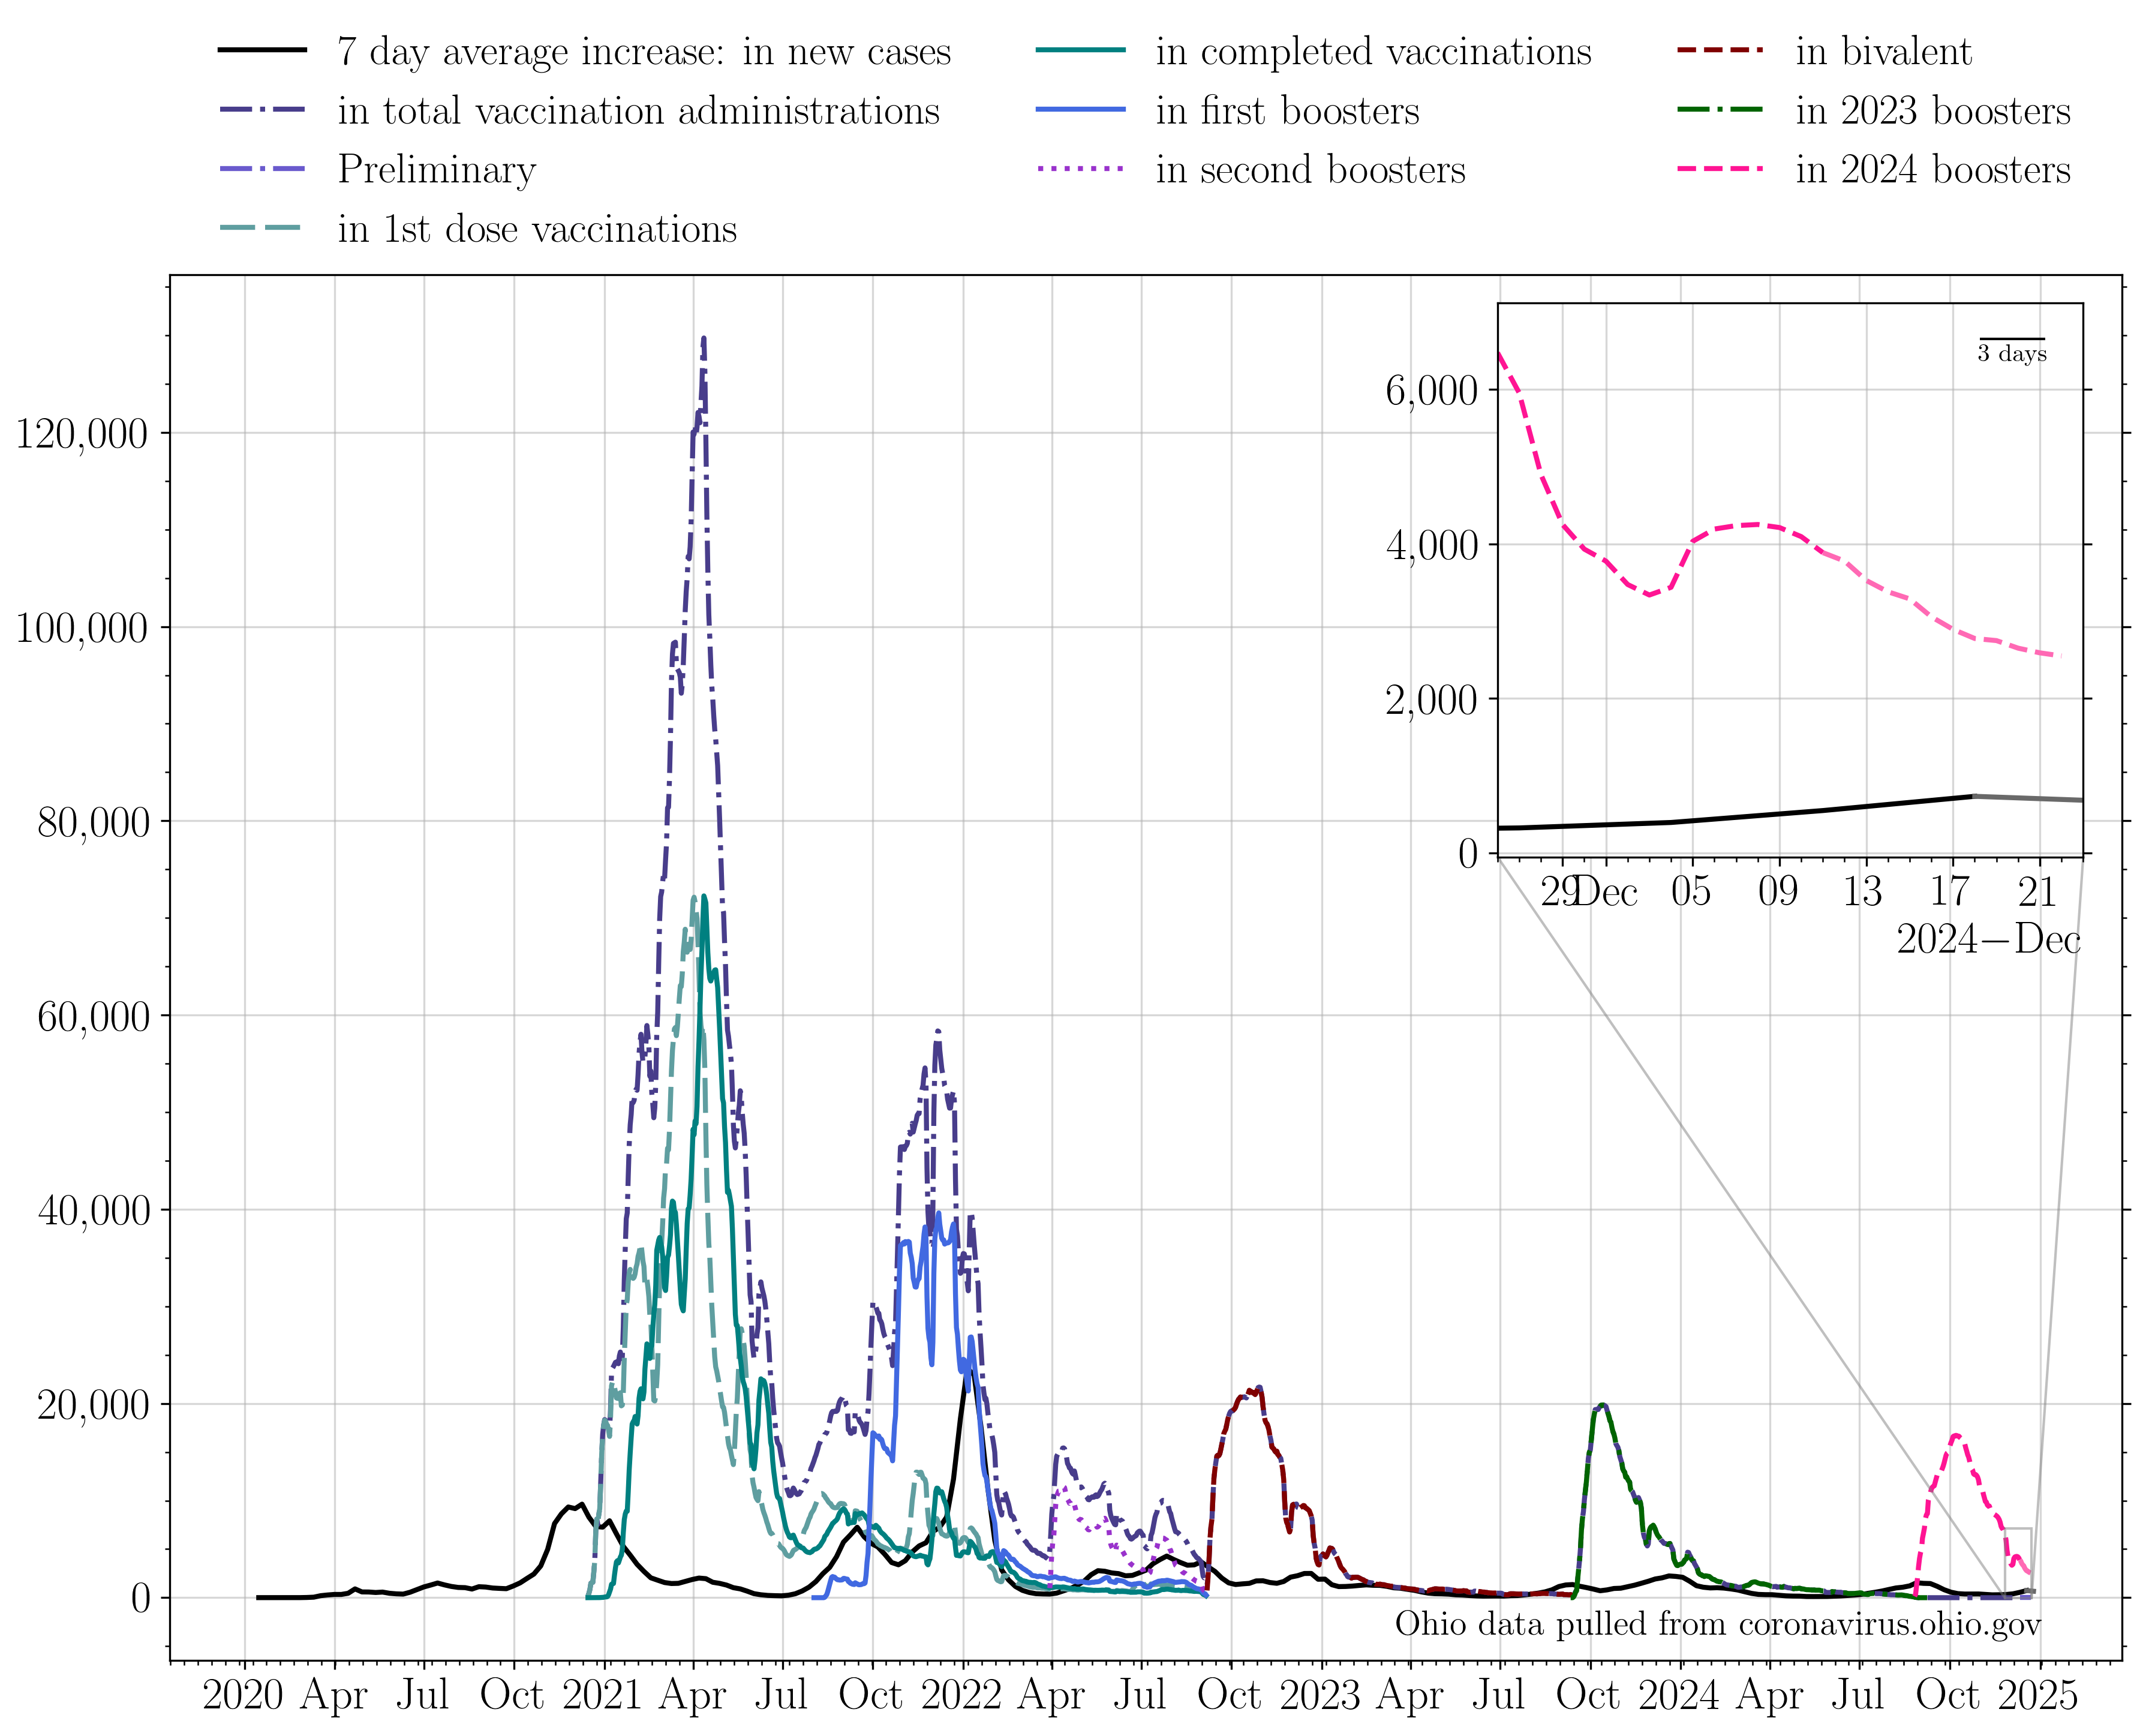 7 day average increase: in new cases
in total vaccination administrations
Preliminary
in 1st dose vaccinations
in completed vaccinations
in first boosters
in second boosters
in bivalent
in 2023 boosters
in 2024 boosters
120,000
100,000
80,000
60,000
40,000
20,000
0
3 days
6,000
4,000
2,000
0
29 Dec 05 09 13 17 21
2024−Dec
Ohio data pulled from coronavirus.ohio.gov
2020 Apr Jul Oct 2021 Apr Jul Oct 2022 Apr Jul Oct 2023 Apr Jul Oct 2024 Apr Jul Oct 2025